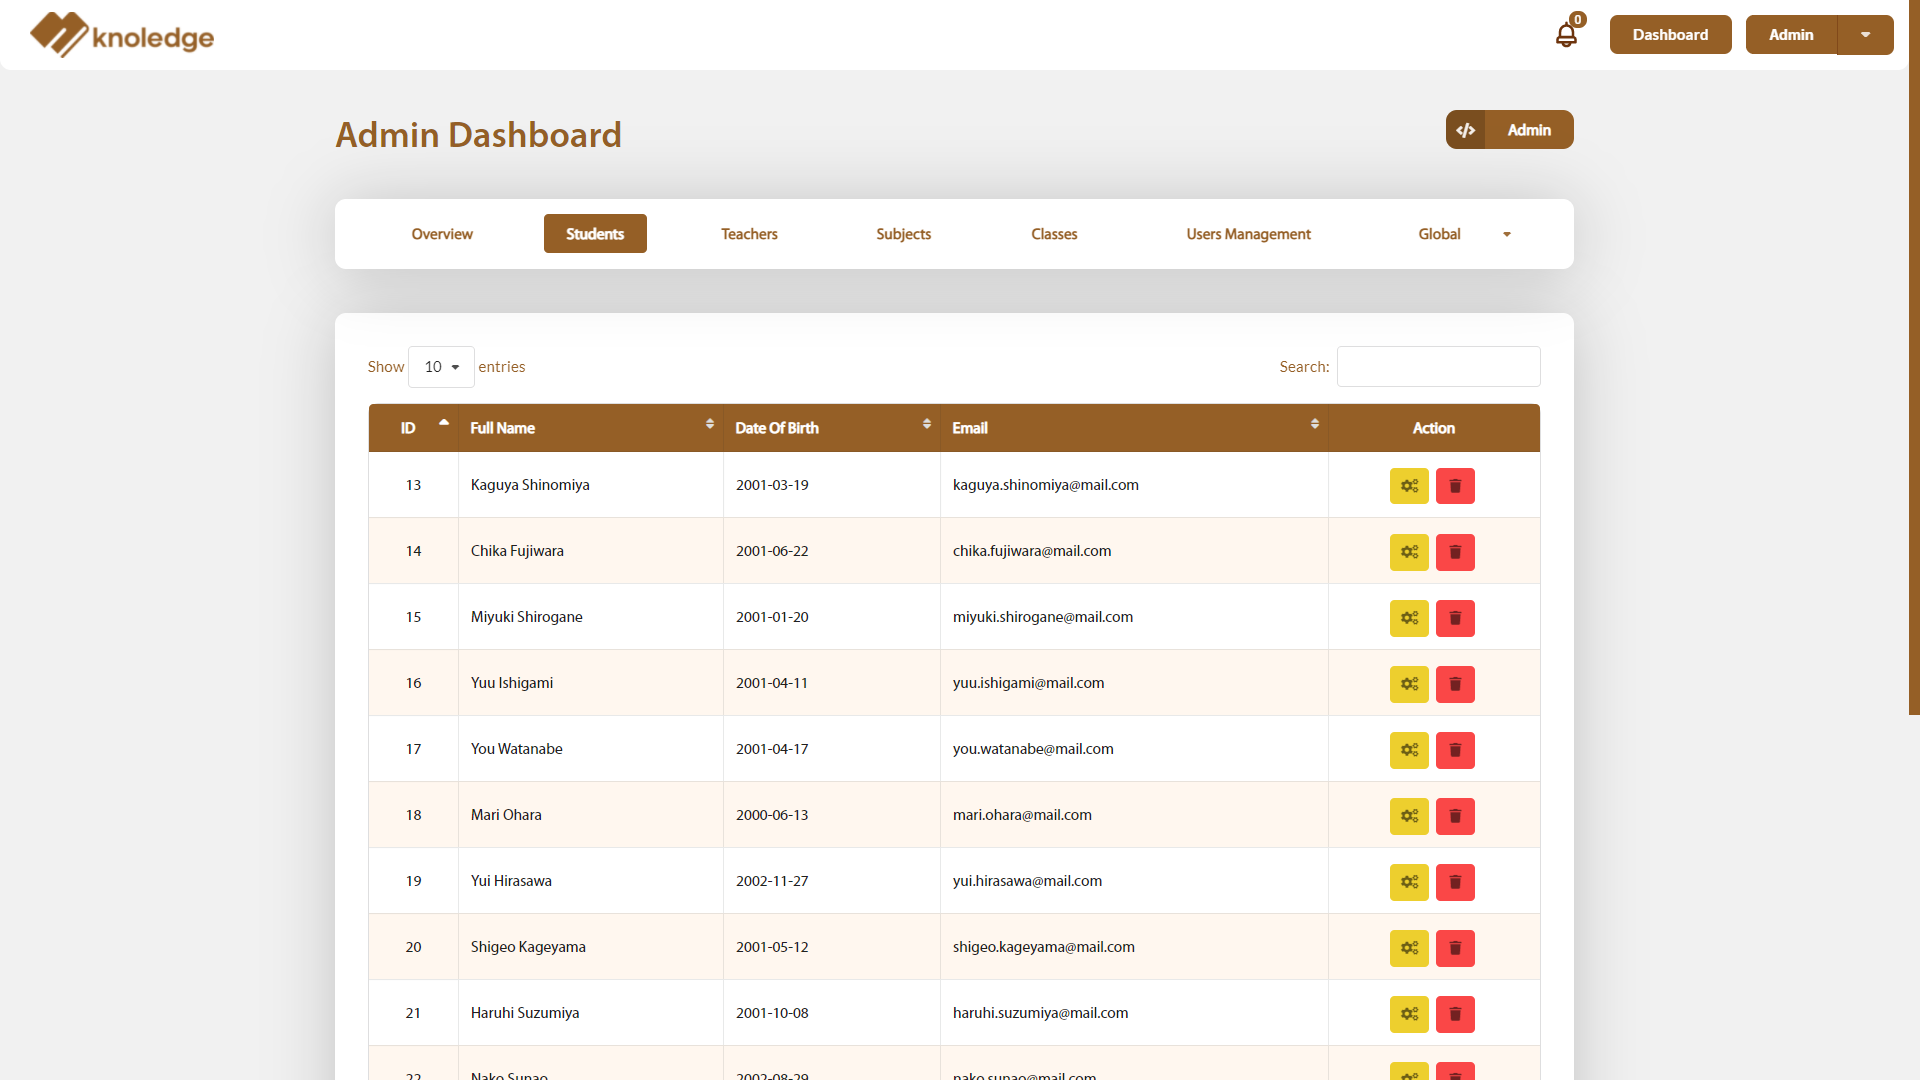 knoledge
0
Dashboard
Admin
Admin Dashboard
Admin
Overview
Students
Teachers
Subjects
Classes
Users Management
Global
Show 10 entries
Search:
ID Full Name Date Of Birth Email Action
13 Kaguya Shinomiya 2001-03-19 kaguya.shinomiya@mail.com
14 Chika Fujiwara 2001-06-22 chika.fujiwara@mail.com
15 Miyuki Shirogane 2001-01-20 miyuki.shirogane@mail.com
16 Yuu Ishigami 2001-04-11 yuu.ishigami@mail.com
17 You Watanabe 2001-04-17 you.watanabe@mail.com
18 Mari Ohara 2000-06-13 mari.ohara@mail.com
19 Yui Hirasawa 2002-11-27 yui.hirasawa@mail.com
20 Shigeo Kageyama 2001-05-12 shigeo.kageyama@mail.com
21 Haruhi Suzumiya 2001-10-08 haruhi.suzumiya@mail.com
22 Nako Sunao 2002-08-29 nako.sunao@mail.com